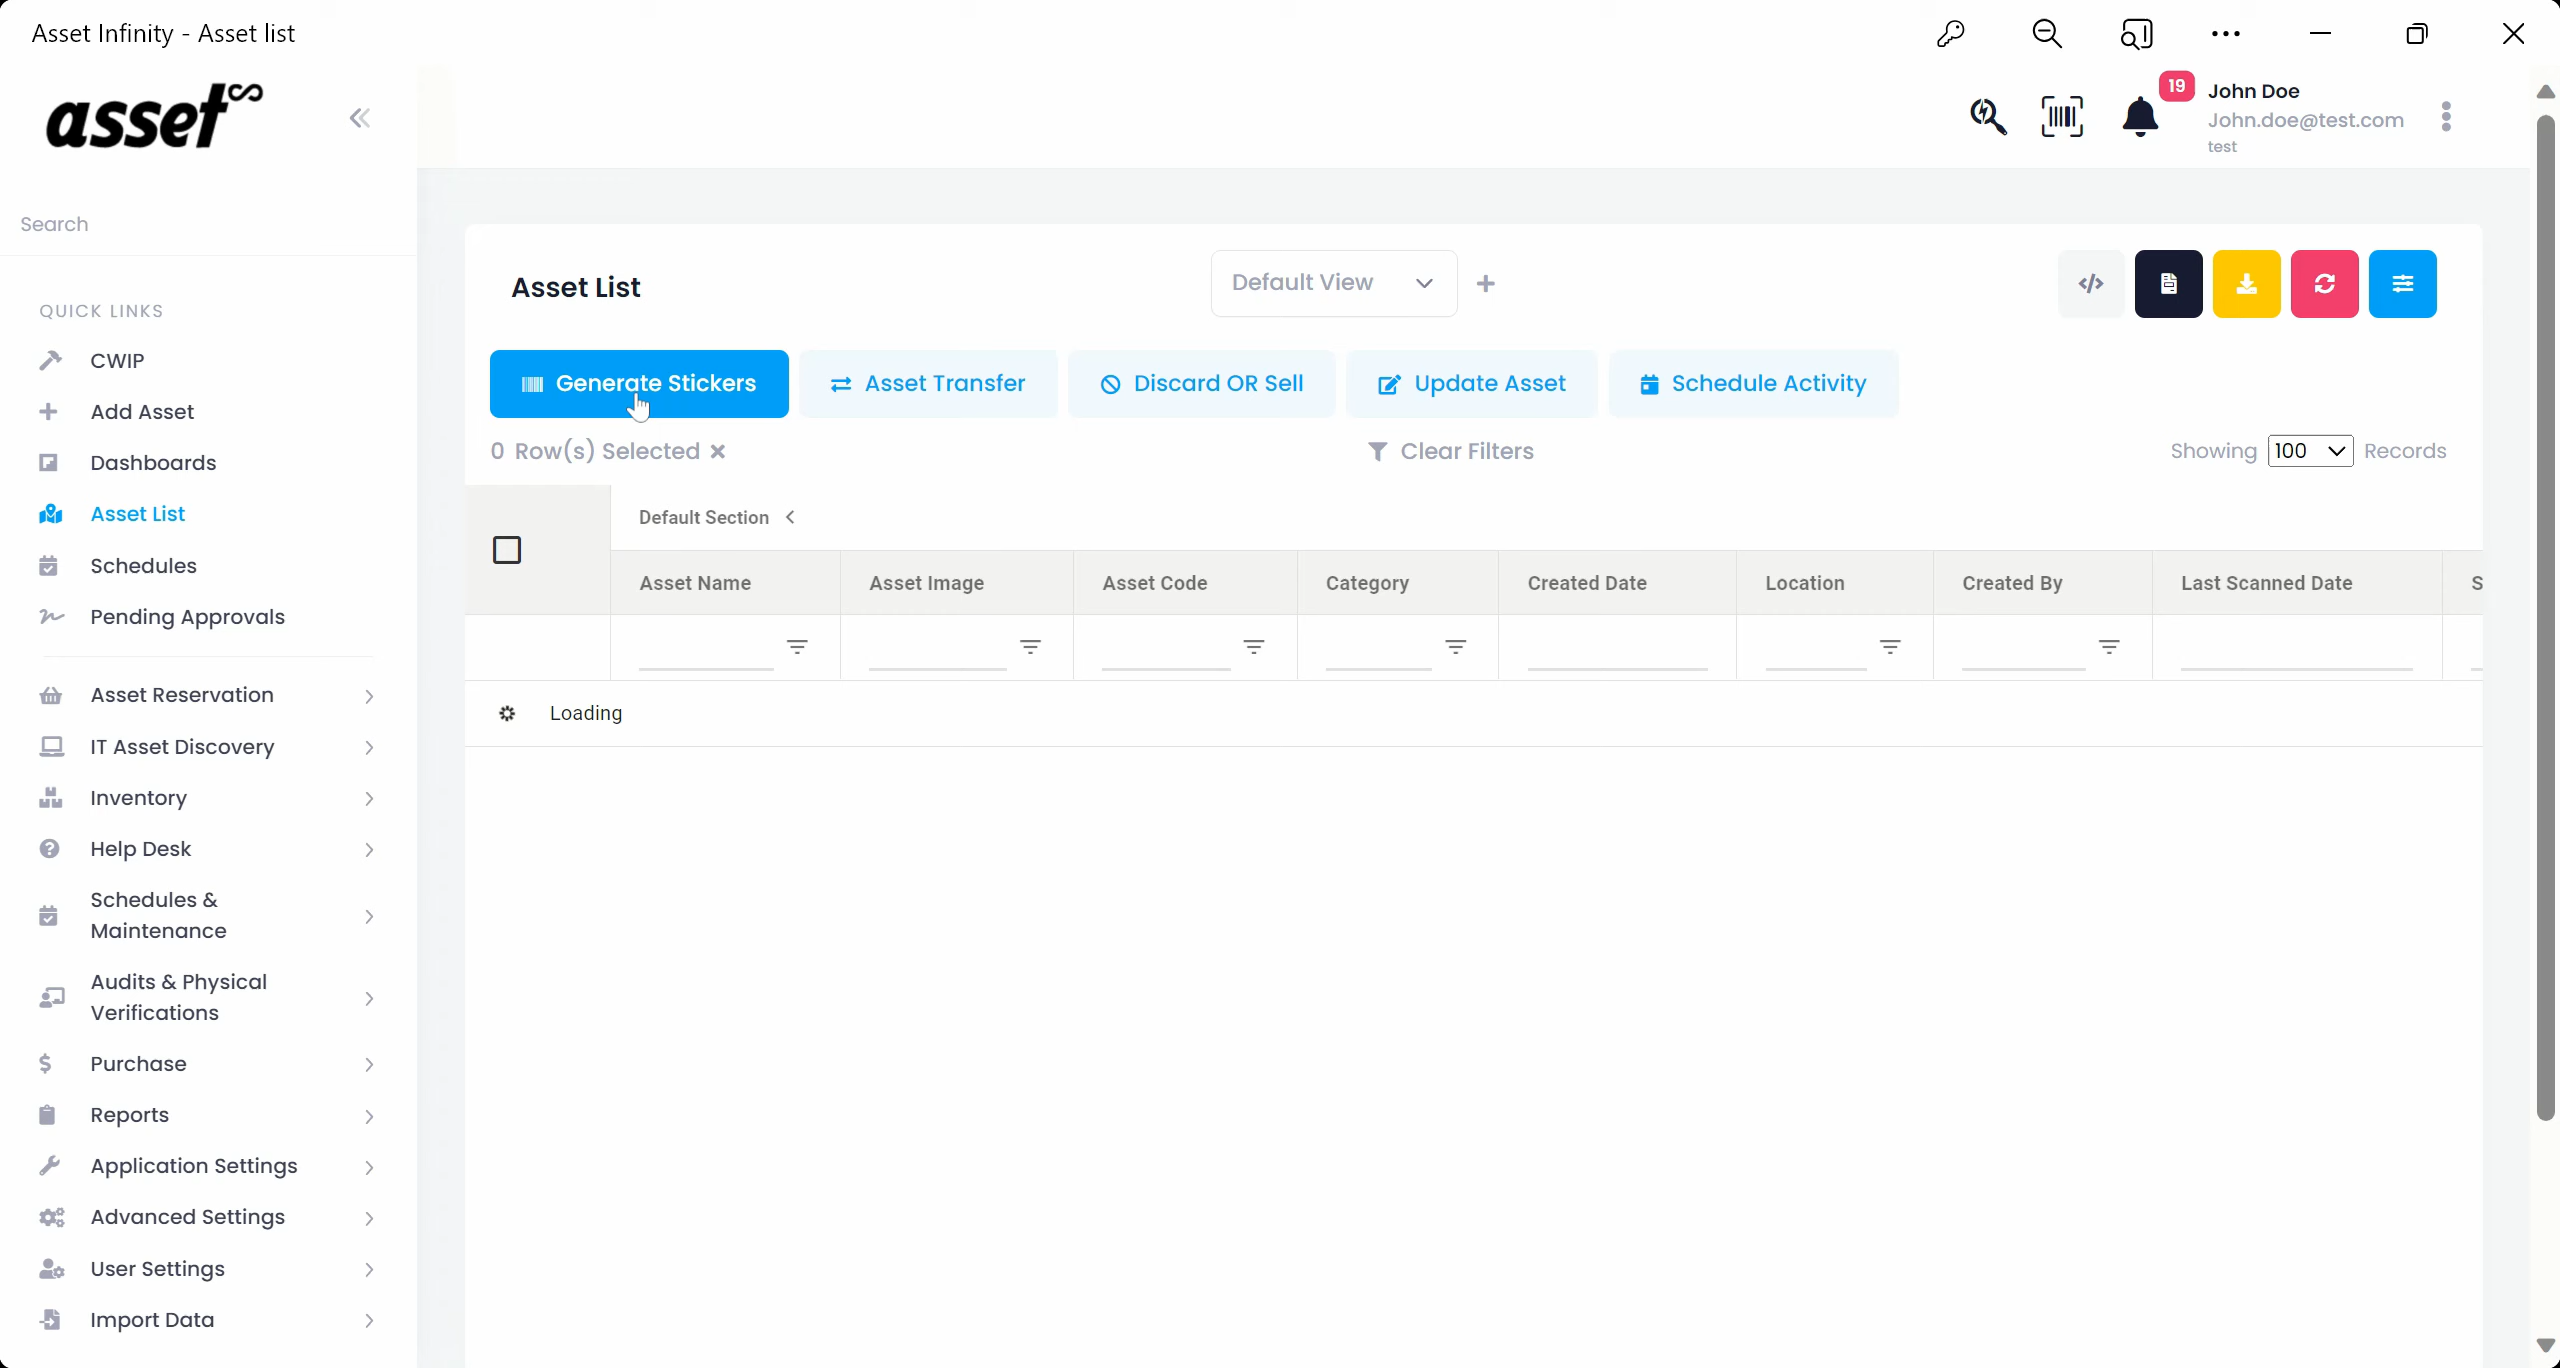 Asset Infinity - Asset list
asset
19
John Doe
John.doe@test.com
test
Search
QUICK LINKS
CWIP
Add Asset
Dashboards
Asset List
Schedules
Pending Approvals
Asset Reservation
IT Asset Discovery
Inventory
Help Desk
Schedules &
Maintenance
Audits & Physical
Verifications
Purchase
Reports
Application Settings
Advanced Settings
User Settings
Import Data
Asset List
Default View
Generate Stickers
Asset Transfer
Discard OR Sell
Update Asset
Schedule Activity
0 Row(s) Selected
Clear Filters
Showing 100 Records
Default Section
Asset Name
Asset Image
Asset Code
Category
Created Date
Location
Created By
Last Scanned Date
S
Loading